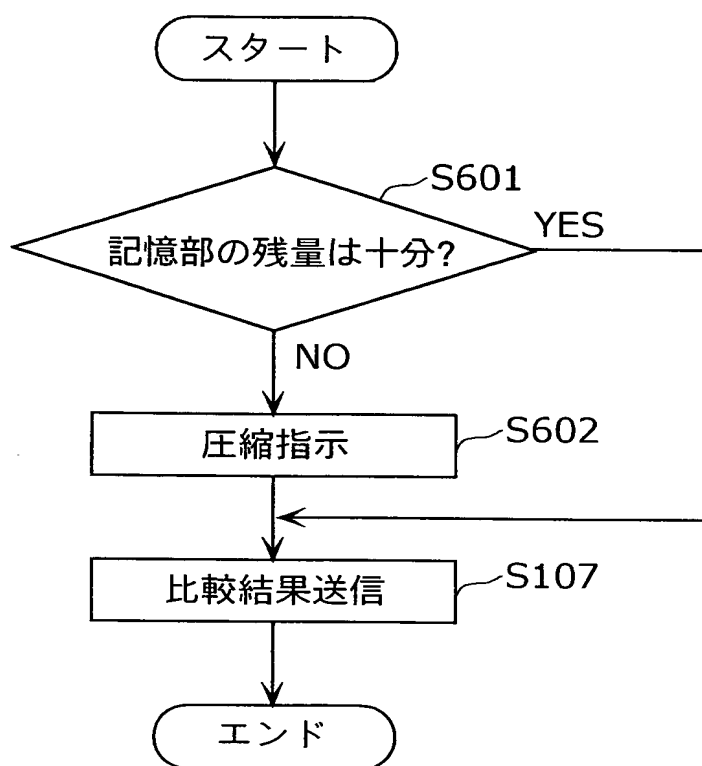 スタート
S601
記憶部の残量は十分?
YES
NO
圧縮指示
S602
比較結果送信
S107
エンド